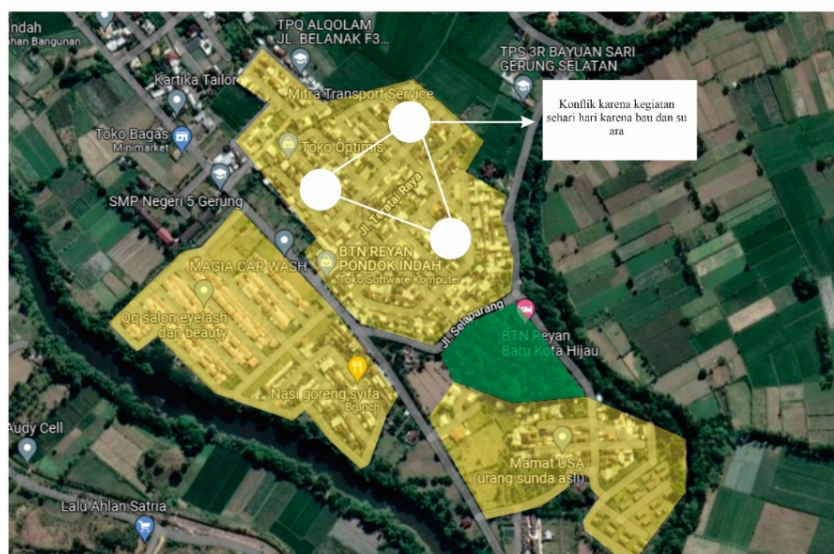 indah
ahan Bangunan
TPQ ALQOLAM
JL. BELANAK F3...
TPS 3R BAYUAN SARI
GERUNG SELATAN
Kartika Tailor
Mitra Transport Service
Konflik karena kegiatan
sehari hari karena bau dan su
ara
Toko Bagas
Minimarket
Toko Optimis
SMP Negeri 5 Gerung
Jl. Teratai Raya
MAGIA CAR WASH
BTN REYAN
PONDOK INDAH
Toko Software Komputer
Qq salon eyelash
dan beauty
Jl. Selaparang
BTN Reyan
Baru Kota Hijau
Nasi goreng syifa
Brunch
Audy Cell
Mamat USA
(urang sunda asli)
Lalu Ahlan Satria